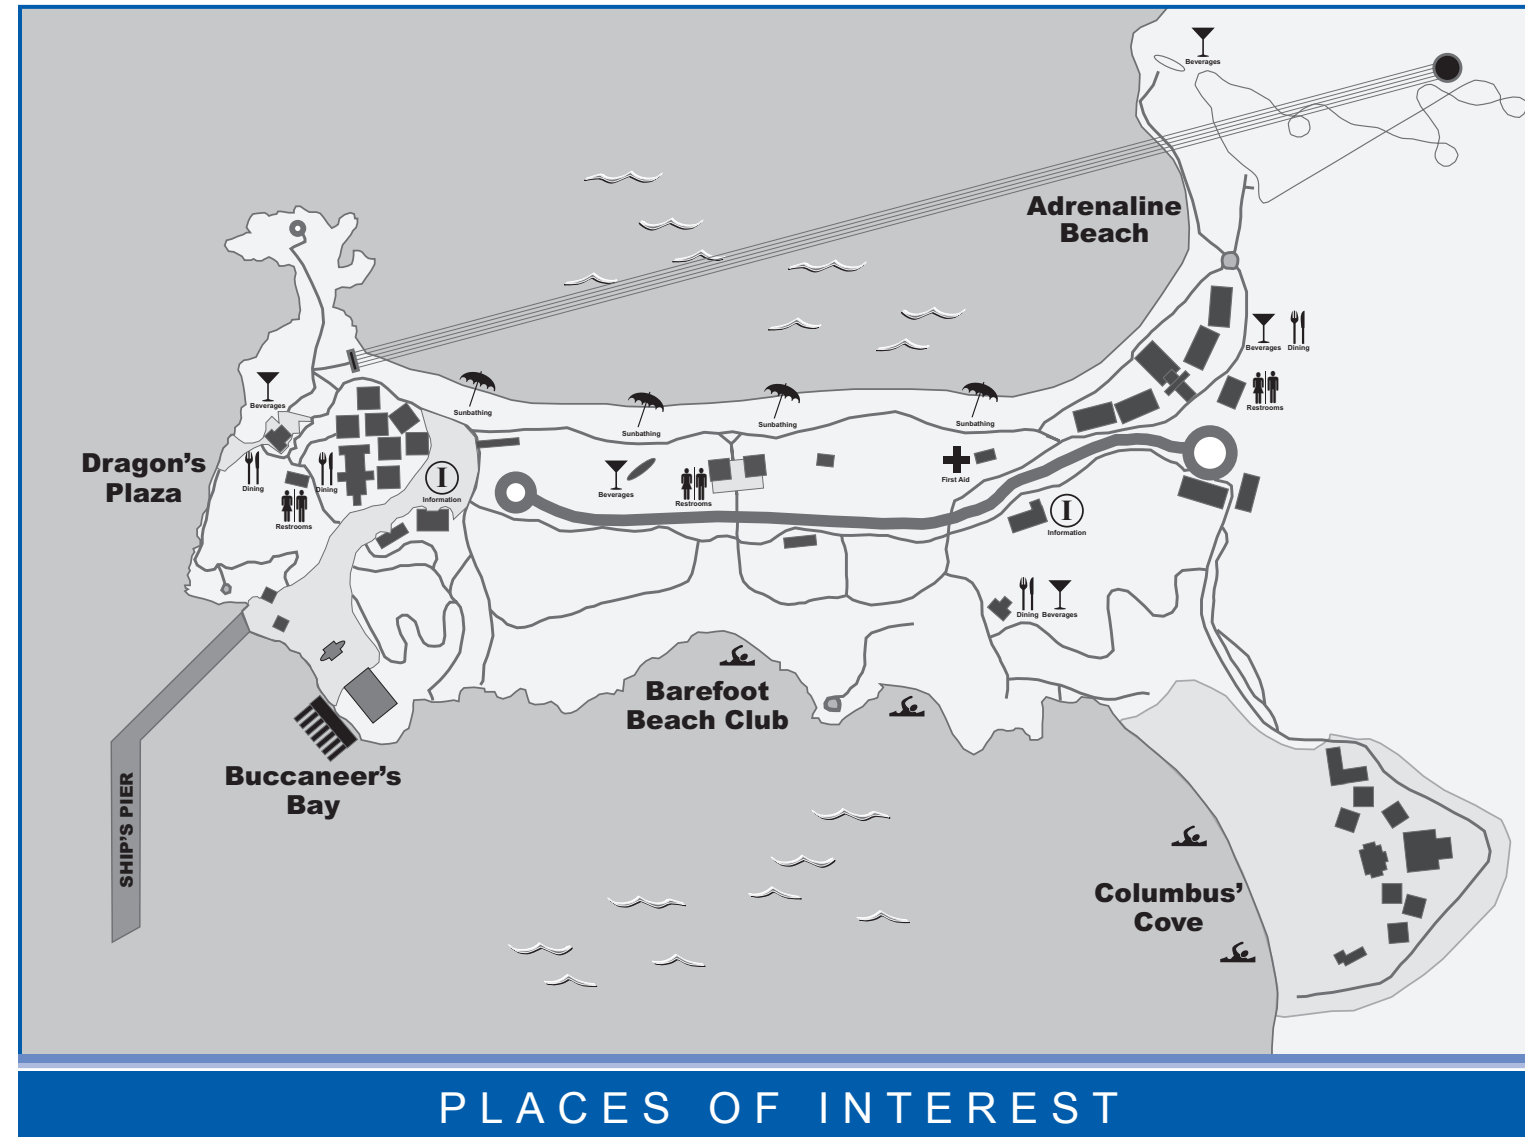 Beverages
Adrenaline
Beach
Beverages
Dining
Restrooms
Beverages
Sunbathing
Sunbathing
Sunbathing
Sunbathing
Dragon's
Plaza
Dining
Dining
Restrooms
I
Information
Beverages
Restrooms
First Aid
I
Information
Dining
Beverages
Barefoot
Beach Club
Buccaneer's
Bay
SHIP'S PIER
Columbus'
Cove
PLACES OF INTEREST